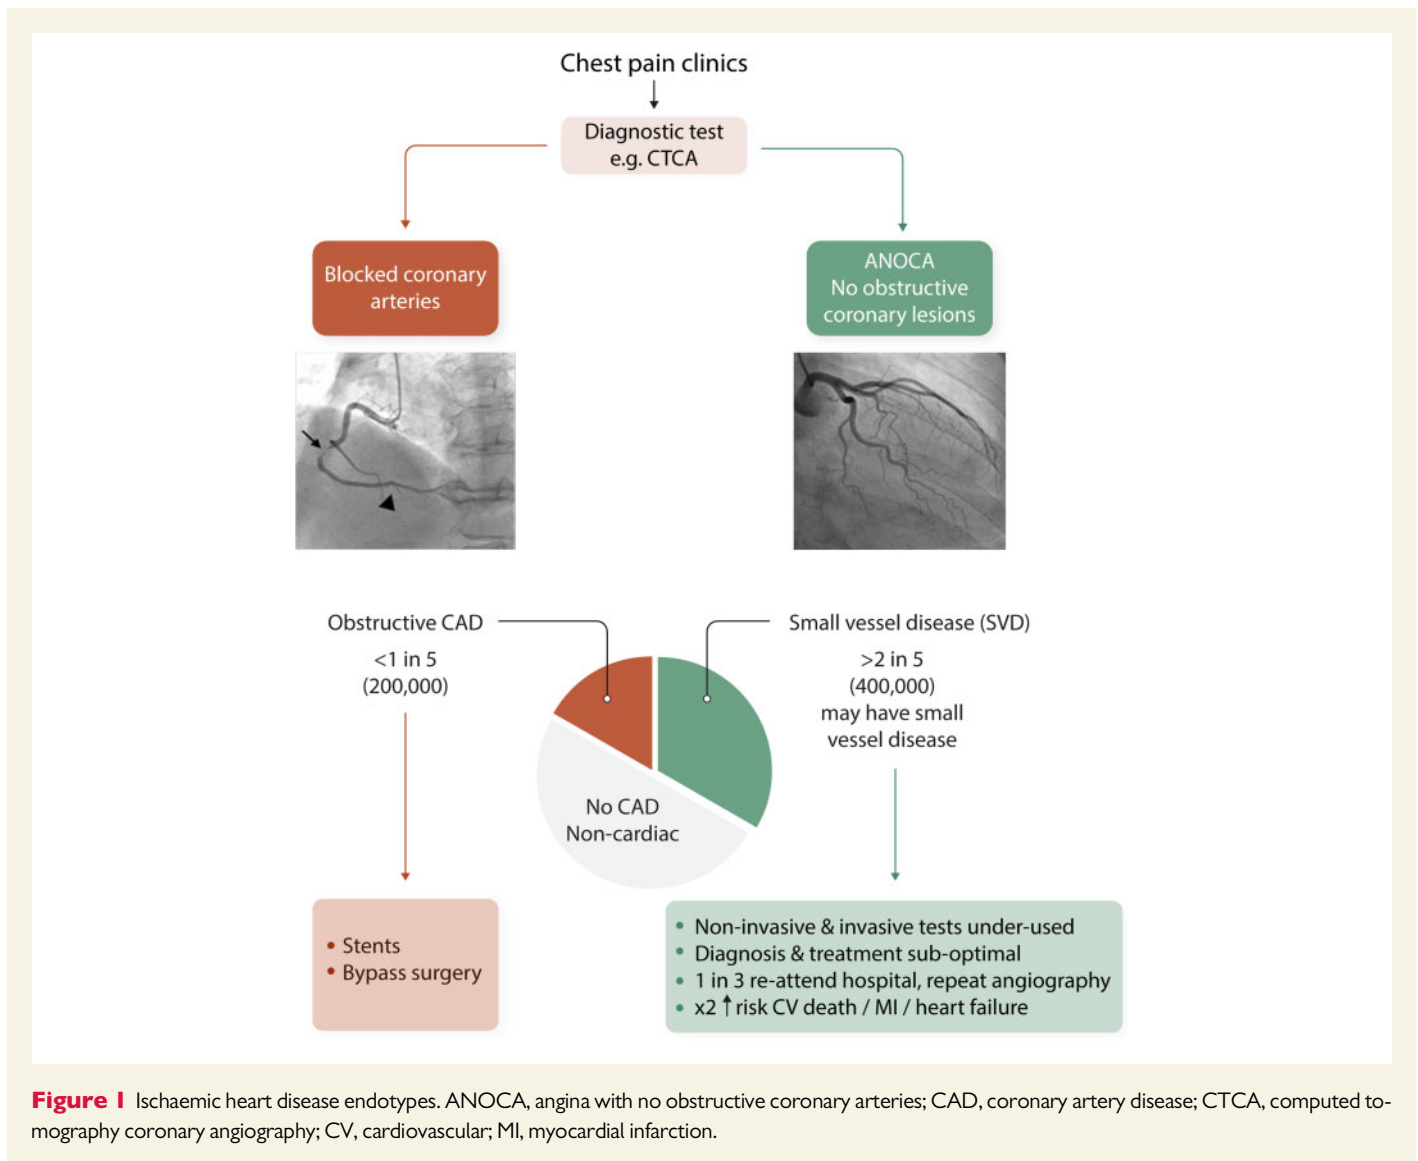 Chest pain clinics
Diagnostic test
e.g. CTCA
Blocked coronary
arteries
ANOCA
No obstructive
coronary lesions
Obstructive CAD
<1 in 5
(200,000)
Small vessel disease (SVD)
>2 in 5
(400,000)
may have small
vessel disease
No CAD
Non-cardiac
• Stents
• Bypass surgery
• Non-invasive & invasive tests under-used
• Diagnosis & treatment sub-optimal
• 1 in 3 re-attend hospital, repeat angiography
• x2 ↑ risk CV death / MI / heart failure
Figure 1 Ischaemic heart disease endotypes. ANOCA, angina with no obstructive coronary arteries; CAD, coronary artery disease; CTCA, computed to-
mography coronary angiography; CV, cardiovascular; MI, myocardial infarction.